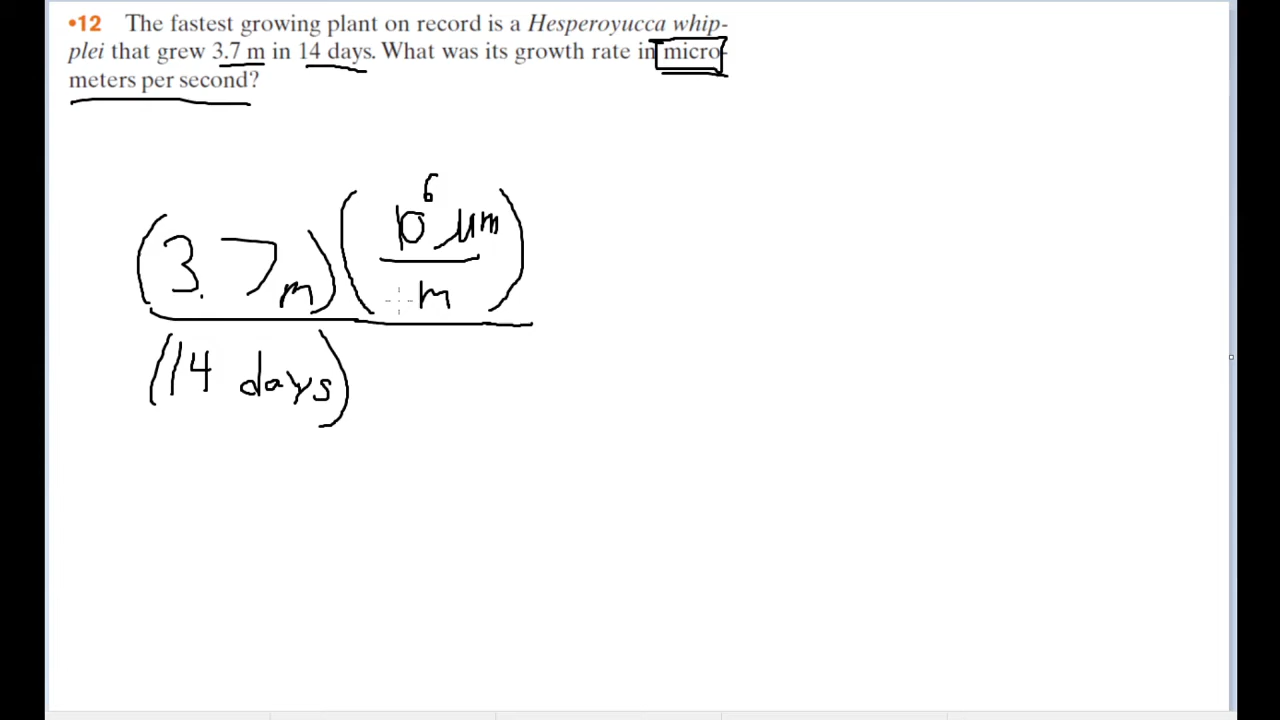 •12 The fastest growing plant on record is a Hesperoyucca whip-
plei that grew 3.7 m in 14 days. What was its growth rate in micro-
meters per second?
(3.7 m) (10⁶ μm / m)
(14 days)